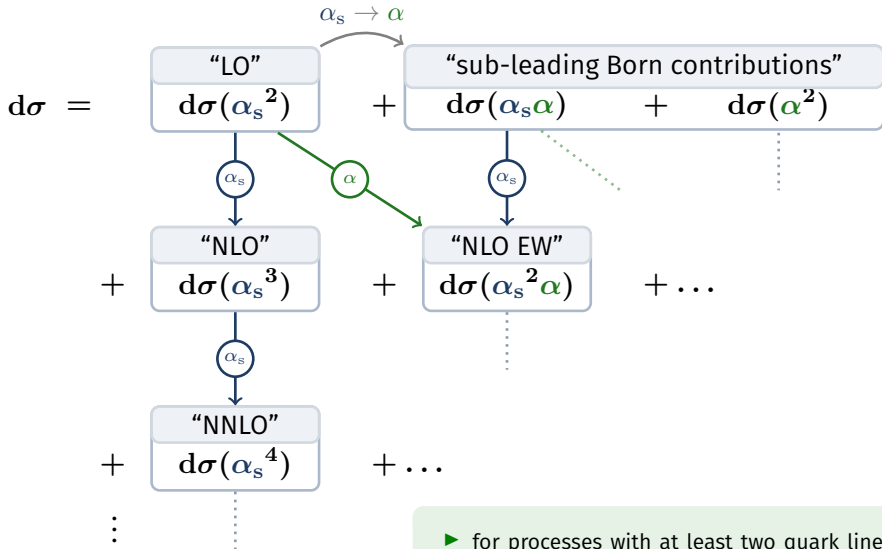 αs → α
"LO" "sub-leading Born contributions"
dσ = dσ(αs²) + dσ(αsα) + dσ(α²)
αs α αs
"NLO" "NLO EW"
+ dσ(αs³) + dσ(αs²α) + ...
αs
"NNLO"
+ dσ(αs⁴) + ...
⋮
▶ for processes with at least two quark line